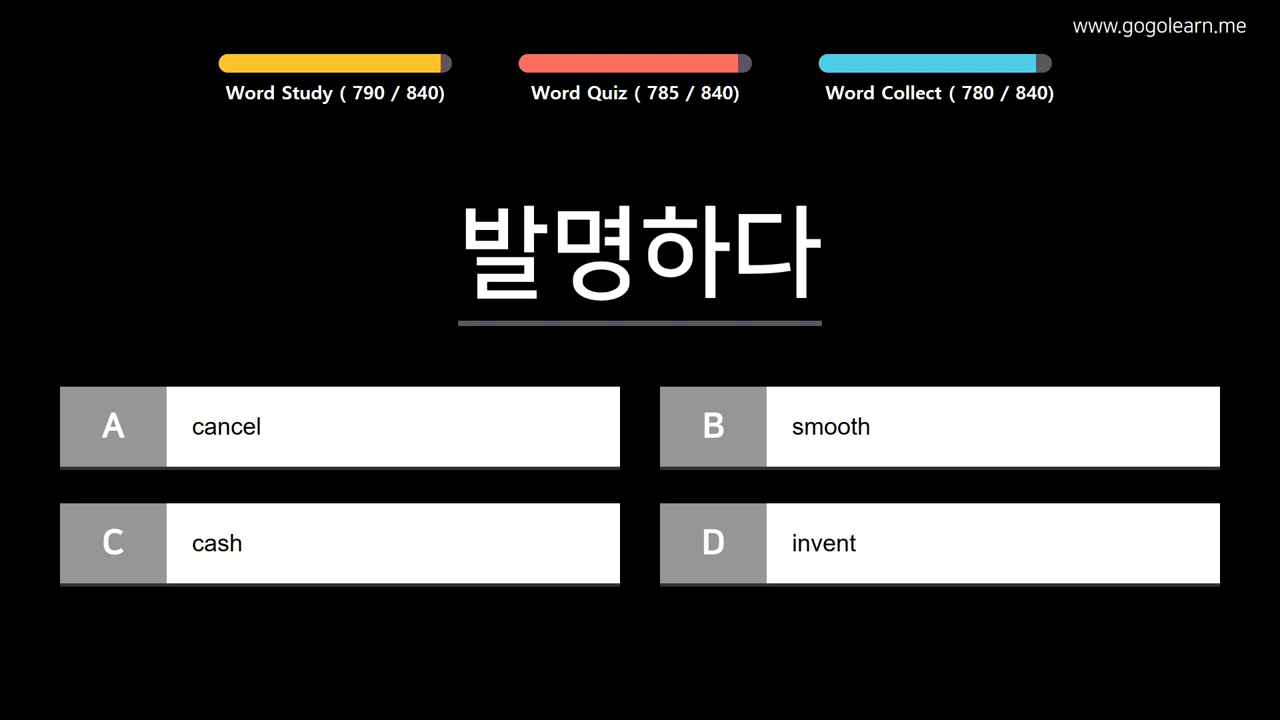 www.gogolearn.me
Word Study ( 790 / 840)
Word Quiz ( 785 / 840)
Word Collect ( 780 / 840)
발명하다
A cancel
B smooth
C cash
D invent